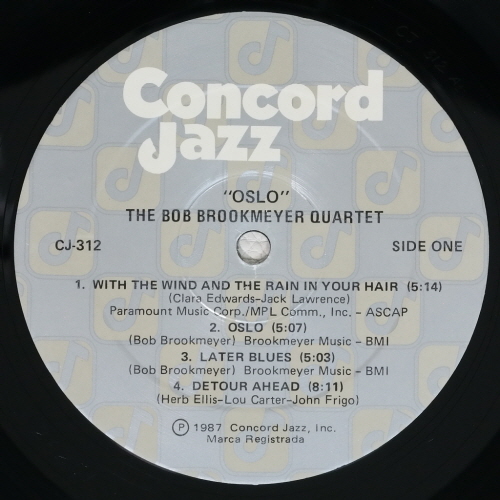 Concord
Jazz
"OSLO"
THE BOB BROOKMEYER QUARTET
CJ-312 SIDE ONE
1. WITH THE WIND AND THE RAIN IN YOUR HAIR (5:14)
(Clara Edwards-Jack Lawrence)
Paramount Music Corp./MPL Comm., Inc. – ASCAP
2. OSLO (5:07)
(Bob Brookmeyer) Brookmeyer Music – BMI
3. LATER BLUES (5:03)
(Bob Brookmeyer) Brookmeyer Music – BMI
4. DETOUR AHEAD (8:11)
(Herb Ellis-Lou Carter-John Frigo)
Ⓟ 1987 Concord Jazz, Inc.
Marca Registrada